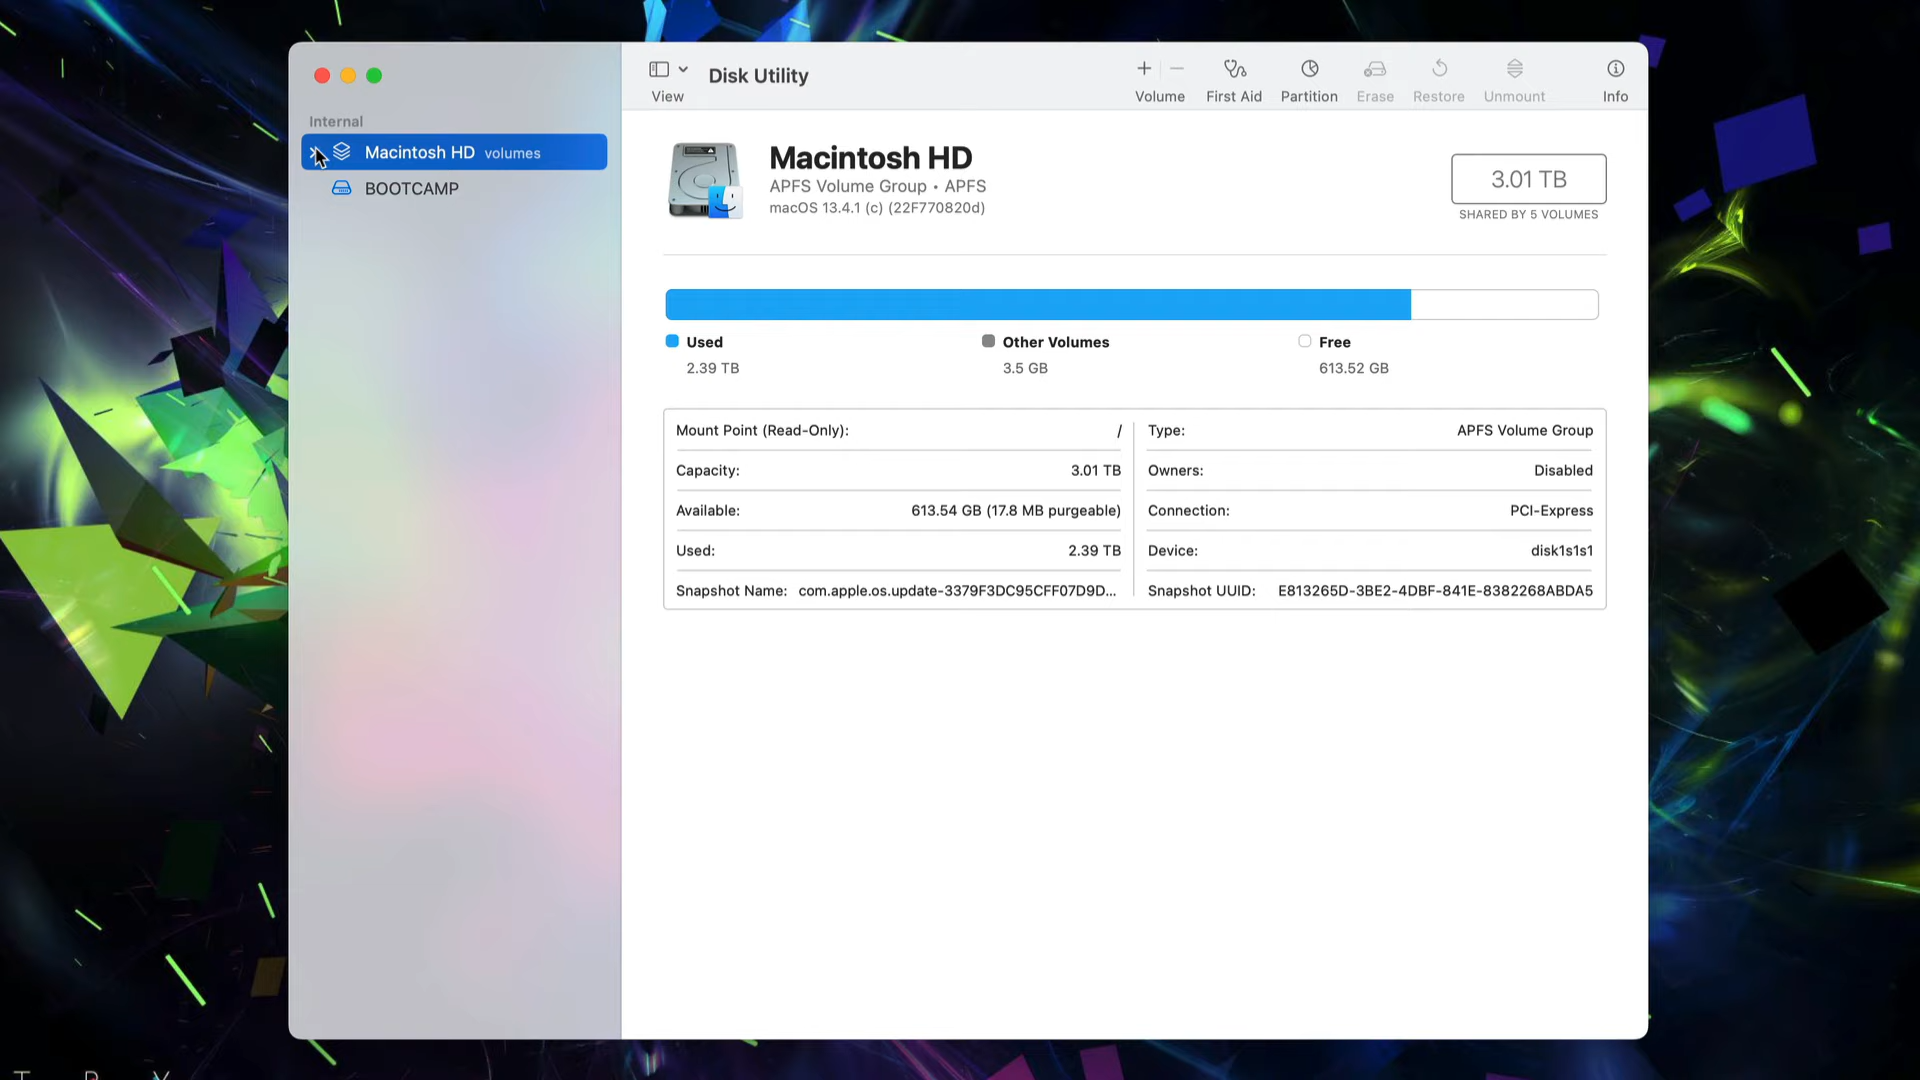 View
Disk Utility
Volume
First Aid
Partition
Erase
Restore
Unmount
Info
Internal
Macintosh HD volumes
BOOTCAMP
Macintosh HD
APFS Volume Group • APFS
macOS 13.4.1 (c) (22F770820d)
3.01 TB
SHARED BY 5 VOLUMES
Used
2.39 TB
Other Volumes
3.5 GB
Free
613.52 GB
Mount Point (Read-Only): /
Capacity: 3.01 TB
Available: 613.54 GB (17.8 MB purgeable)
Used: 2.39 TB
Snapshot Name: com.apple.os.update-3379F3DC95CFF07D9D...
Type: APFS Volume Group
Owners: Disabled
Connection: PCI-Express
Device: disk1s1s1
Snapshot UUID: E813265D-3BE2-4DBF-841E-8382268ABDA5